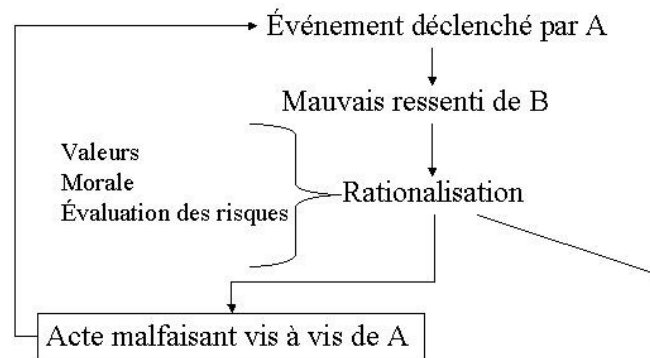 Événement déclenché par A
Mauvais ressenti de B
Valeurs
Morale
Évaluation des risques
Rationalisation
Acte malfaisant vis à vis de A